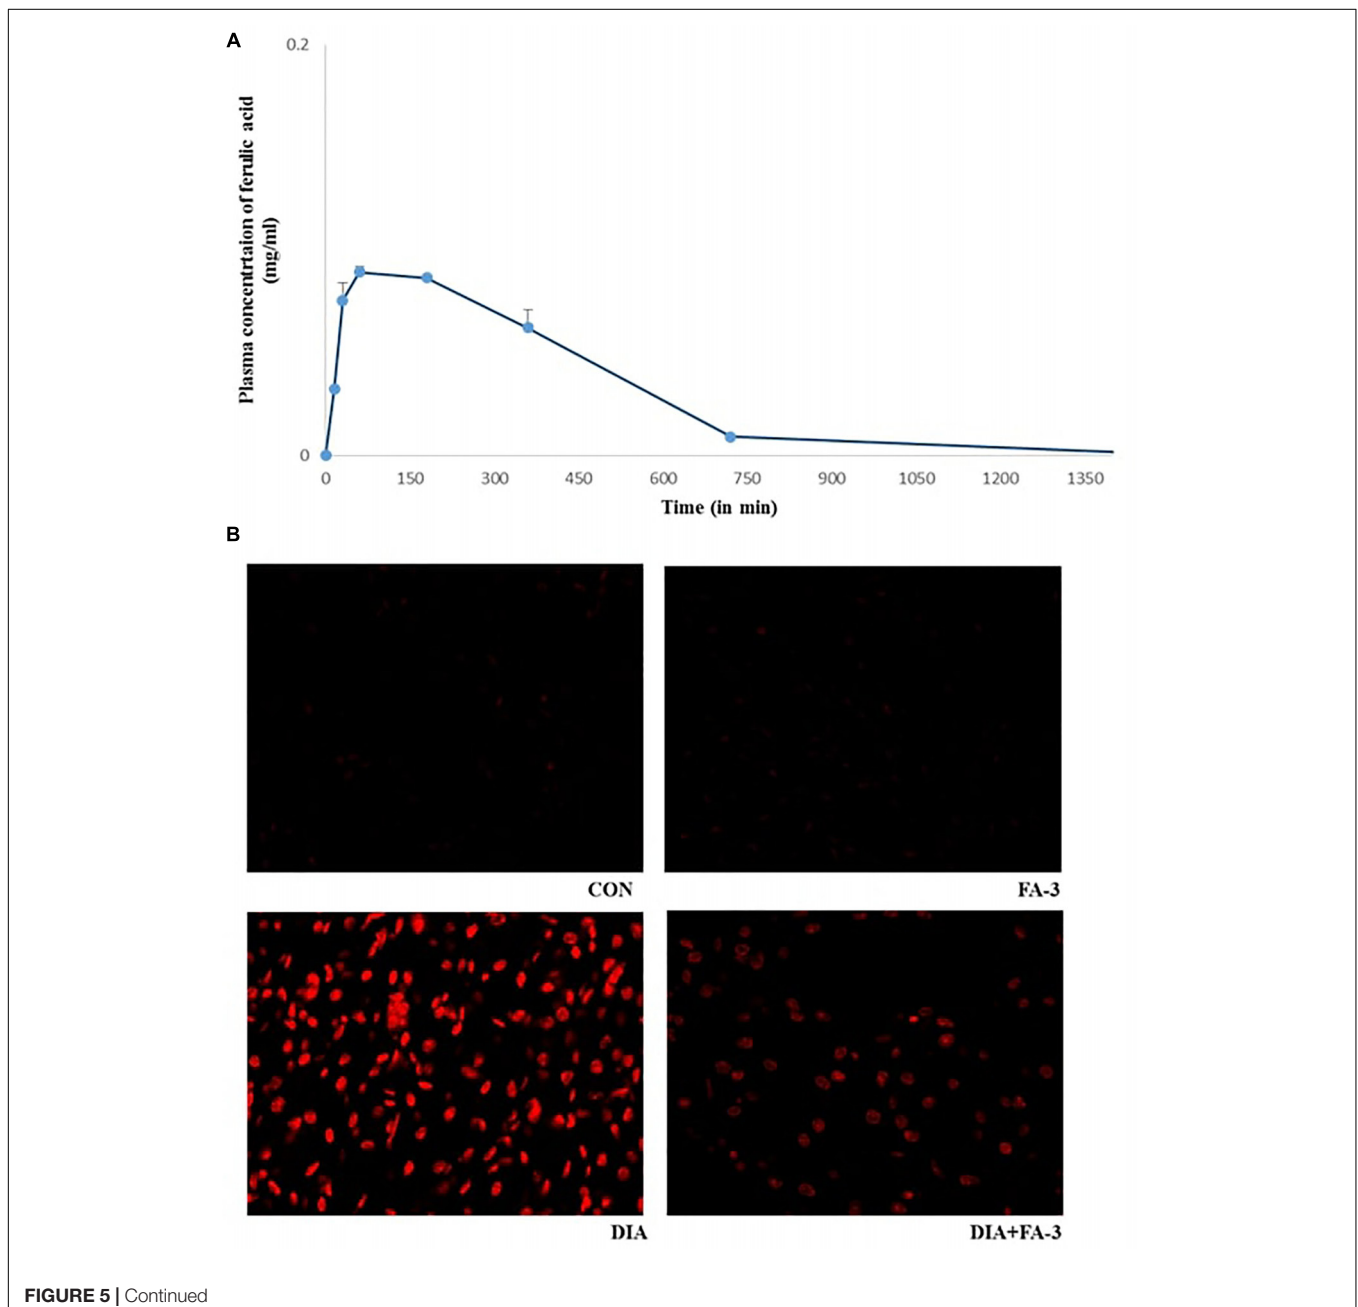 A
0.2
Plasma concentrtaion of ferulic acid
(mg/ml)
0
0 150 300 450 600 750 900 1050 1200 1350
Time (in min)
B
CON
FA-3
DIA
DIA+FA-3
FIGURE 5 | Continued